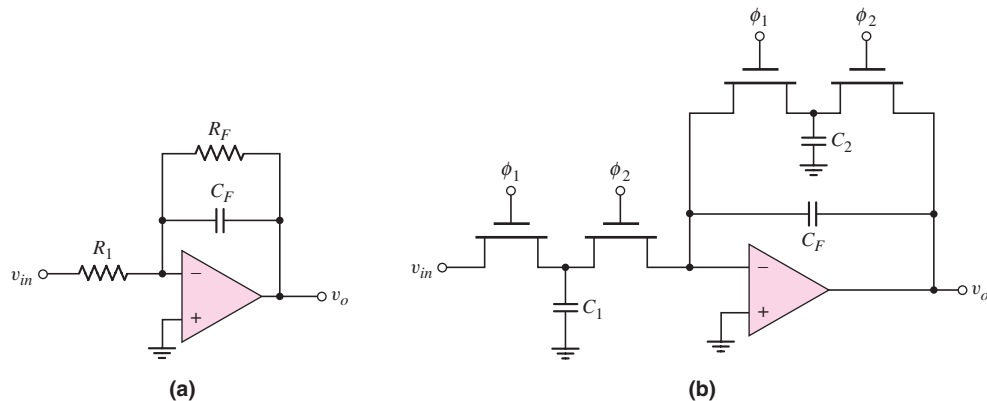 R_F
C_F
R_1
v_in
−
+
v_o
(a)
ϕ_1
ϕ_2
C_2
ϕ_1
ϕ_2
C_F
v_in
C_1
−
+
v_o
(b)